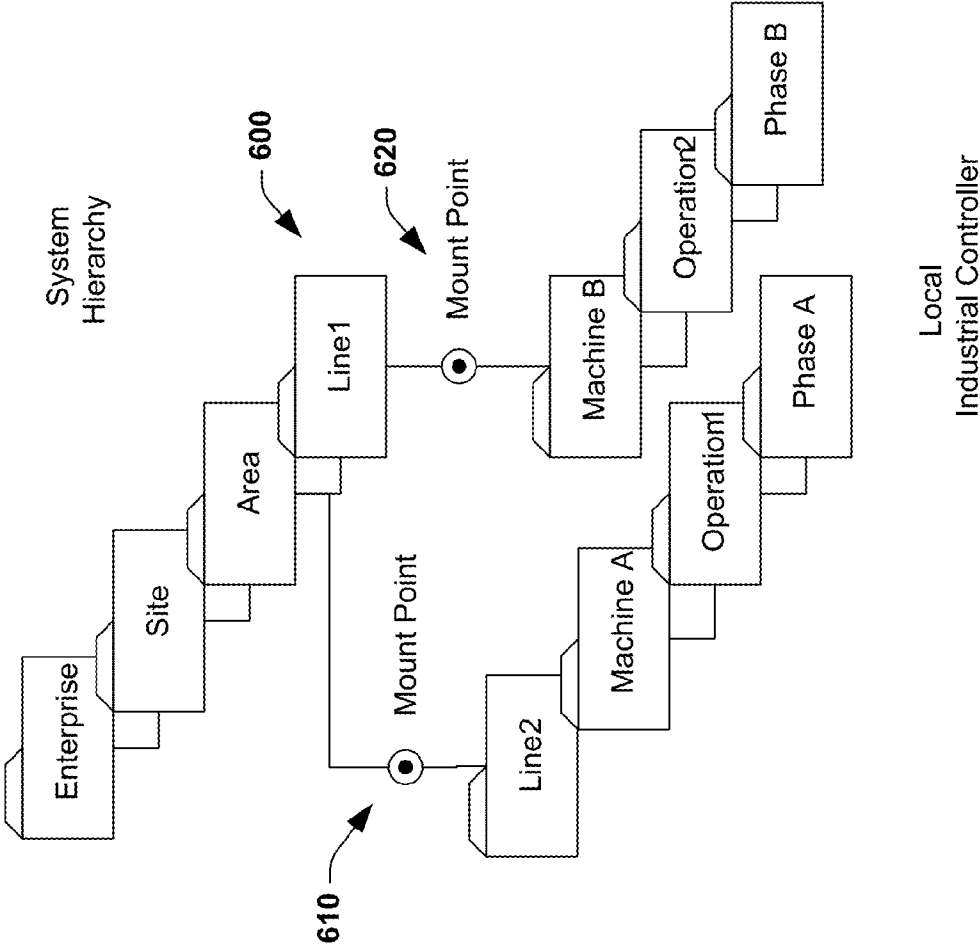 System
Hierarchy
Enterprise
Site
Area
Line1
600
Mount Point
620
Mount Point
610
Line2
Machine A
Operation1
Phase A
Machine B
Operation2
Phase B
Local
Industrial Controller